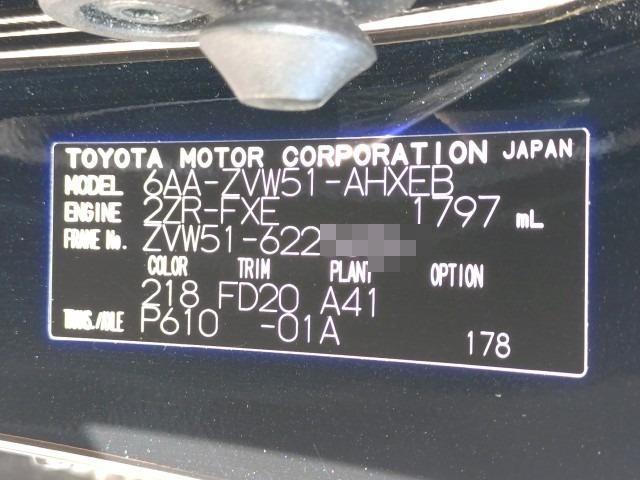 TOYOTA MOTOR CORPORATION JAPAN
MODEL 6AA-ZVW51-AHXEB
ENGINE 2ZR-FXE 1797 mL
FRAME No. ZVW51-622
COLOR TRIM PLANT OPTION
218 FD20 A41
TRANS./AXLE P610 -01A
178